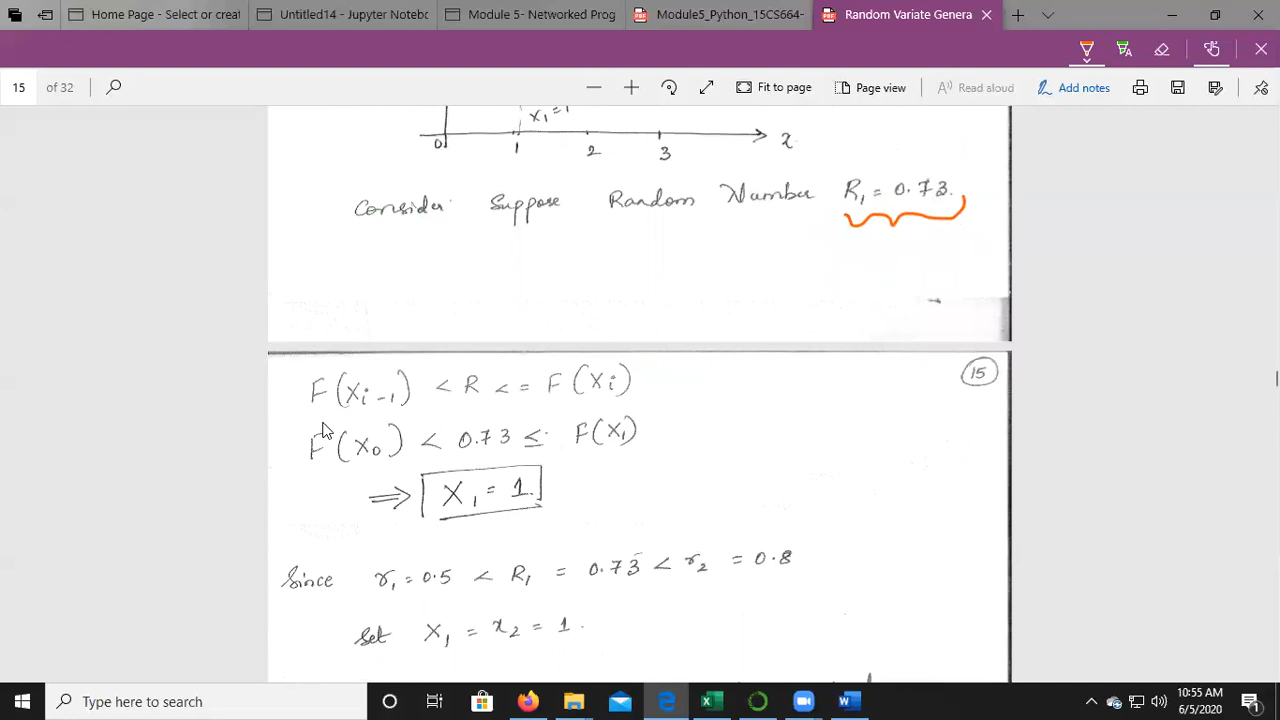 Home Page - Select or creat
Untitled14 - Jupyter Notebo
Module 5 - Networked Prog
Module5_Python_15CS664-
Random Variate Genera
15 of 32
Fit to page
Page view
Read aloud
Add notes
x₁=1
0 1 2 3 x
Consider Suppose Random Number R₁ = 0.73.
15
F(Xᵢ₋₁) < R <= F(Xᵢ)
F(X₀) < 0.73 ≤ F(X₁)
⇒ X₁ = 1.
Since r₁ = 0.5 < R₁ = 0.73 < r₂ = 0.8
Set X₁ = x₂ = 1.
Type here to search
10:55 AM
6/5/2020